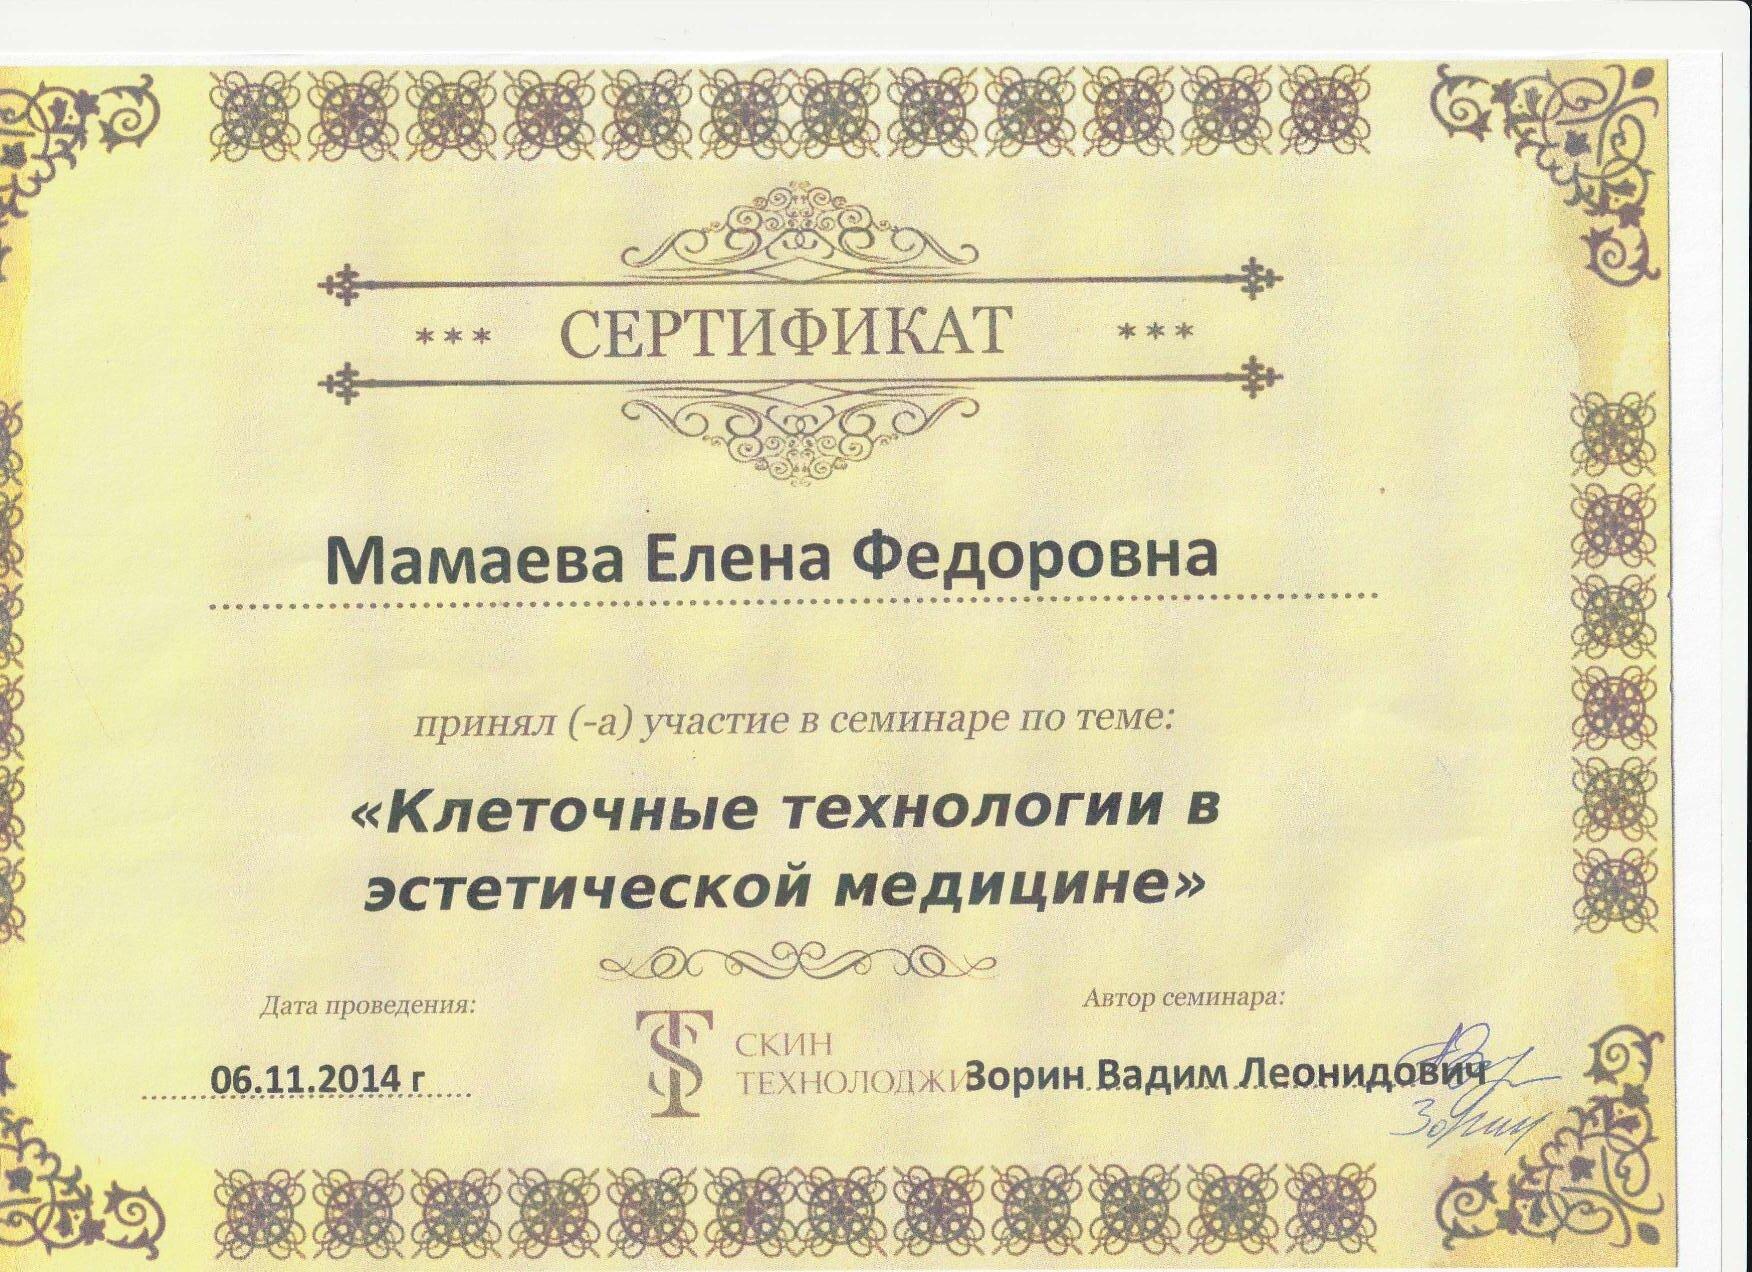 *** СЕРТИФИКАТ ***
Мамаева Елена Федоровна
принял (-а) участие в семинаре по теме:
«Клеточные технологии в
эстетической медицине»
Дата проведения:
06.11.2014 г
СКИН
ТЕХНОЛОДЖИ
Автор семинара:
Зорин Вадим Леонидович
Зорин